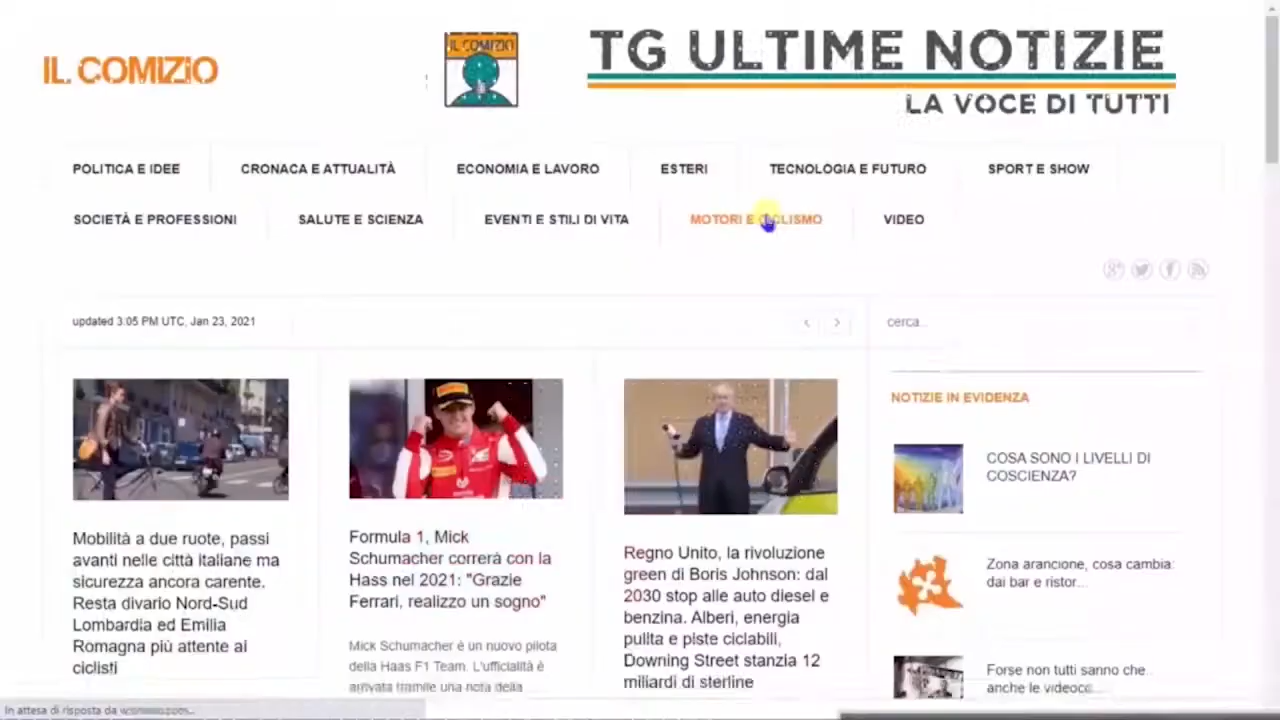 IL COMIZIO
IL COMIZIO
TG ULTIME NOTIZIE
LA VOCE DI TUTTI
POLITICA E IDEE
CRONACA E ATTUALITÀ
ECONOMIA E LAVORO
ESTERI
TECNOLOGIA E FUTURO
SPORT E SHOW
SOCIETÀ E PROFESSIONI
SALUTE E SCIENZA
EVENTI E STILI DI VITA
MOTORI E CICLISMO
VIDEO
updated 3:05 PM UTC, Jan 23, 2021
cerca...
Mobilità a due ruote, passi
avanti nelle città italiane ma
sicurezza ancora carente.
Resta divario Nord-Sud
Lombardia ed Emilia
Romagna più attente ai
ciclisti
Formula 1, Mick
Schumacher correrà con la
Hass nel 2021: "Grazie
Ferrari, realizzo un sogno"
Mick Schumacher è un nuovo pilota
della Haas F1 Team. L'ufficialità è
arrivata tramite una nota della
Regno Unito, la rivoluzione
green di Boris Johnson: dal
2030 stop alle auto diesel e
benzina. Alberi, energia
pulita e piste ciclabili,
Downing Street stanzia 12
miliardi di sterline
NOTIZIE IN EVIDENZA
COSA SONO I LIVELLI DI
COSCIENZA?
Zona arancione, cosa cambia:
dai bar e ristor...
Forse non tutti sanno che..
anche le videoco...
In attesa di risposta da